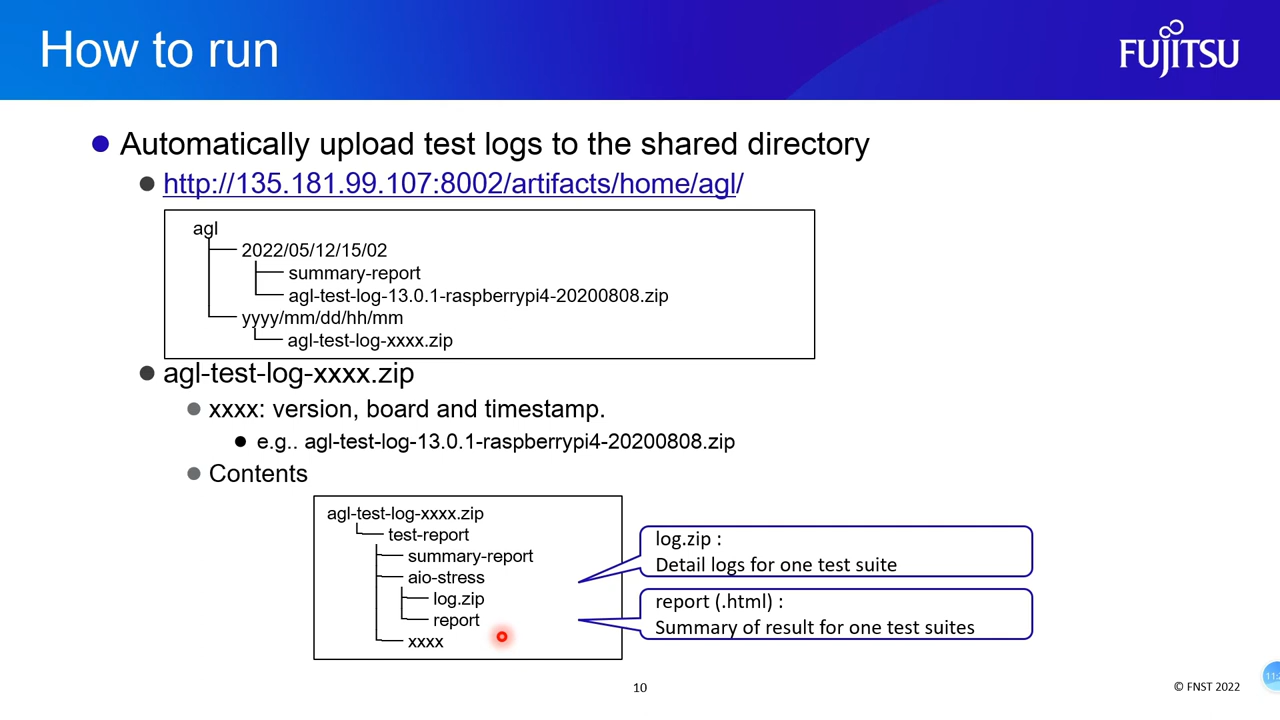 How to run
FUJITSU
Automatically upload test logs to the shared directory
http://135.181.99.107:8002/artifacts/home/agl/
agl
2022/05/12/15/02
summary-report
agl-test-log-13.0.1-raspberrypi4-20200808.zip
yyyy/mm/dd/hh/mm
agl-test-log-xxxx.zip
agl-test-log-xxxx.zip
xxxx: version, board and timestamp.
e.g.. agl-test-log-13.0.1-raspberrypi4-20200808.zip
Contents
agl-test-log-xxxx.zip
test-report
summary-report
aio-stress
log.zip
report
xxxx
log.zip :
Detail logs for one test suite
report (.html) :
Summary of result for one test suites
10
© FNST 2022